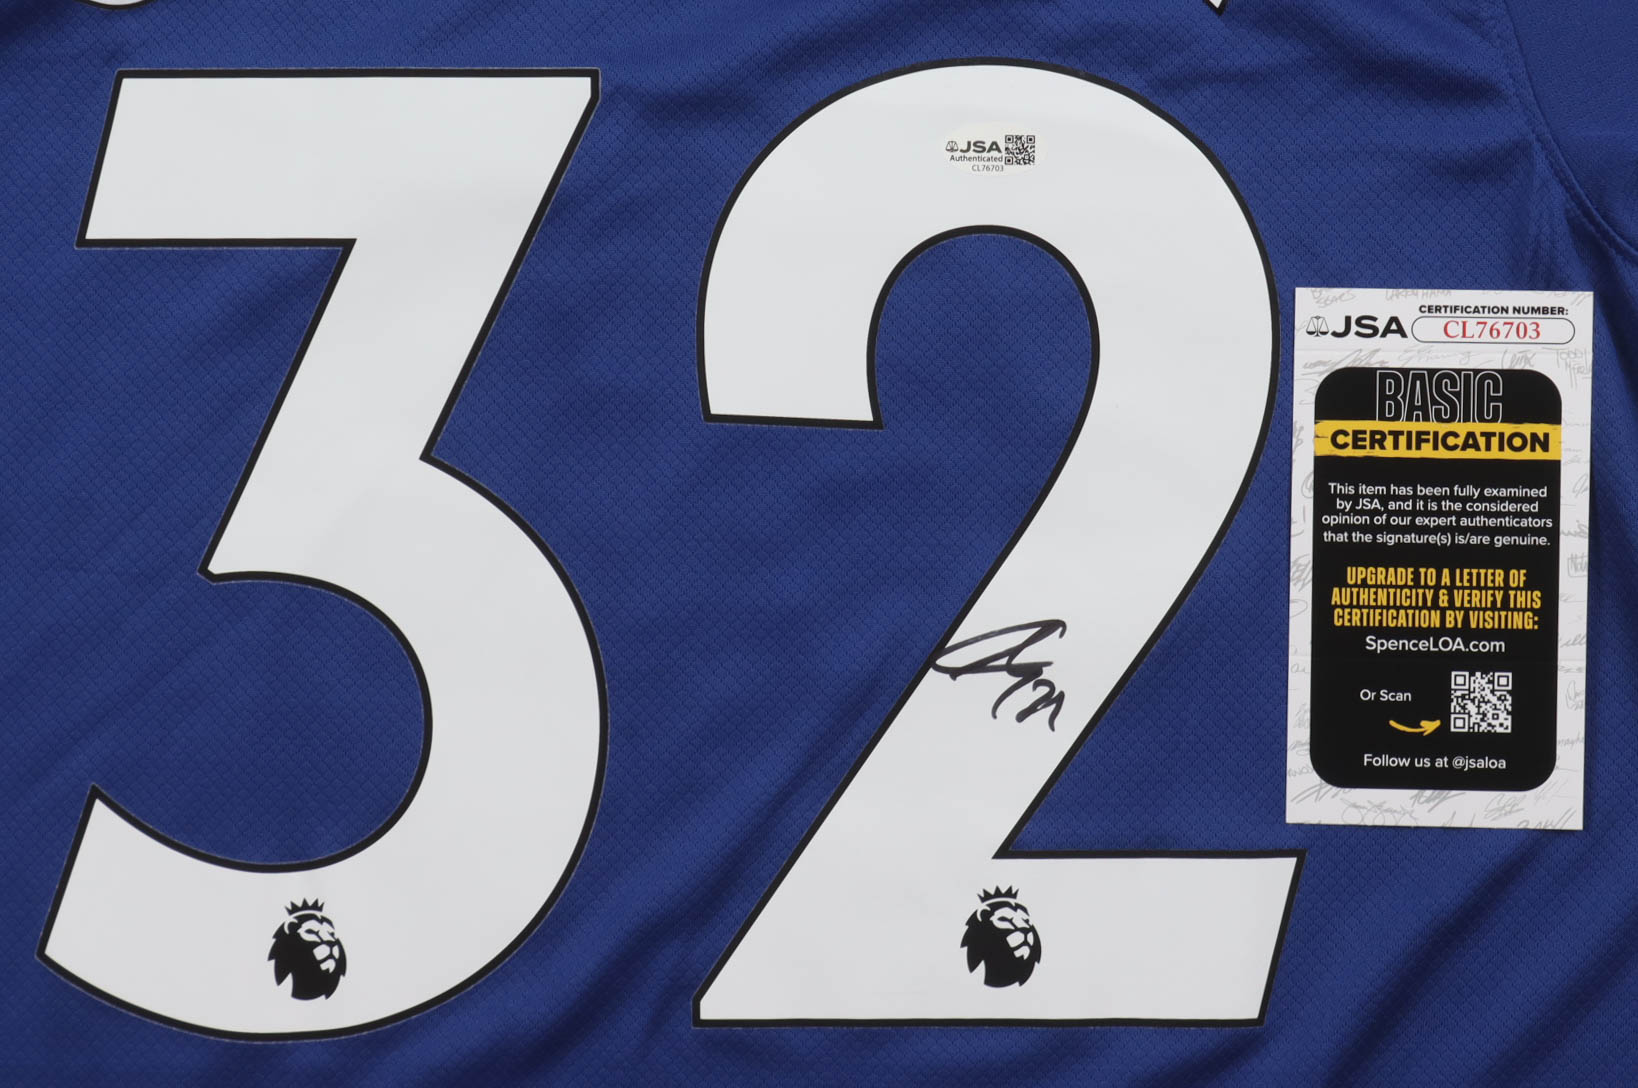 32
JSA
Authenticated
CL76703
CERTIFICATION NUMBER:
JSA CL76703
BASIC
CERTIFICATION
This item has been fully examined
by JSA, and it is the considered
opinion of our expert authenticators
that the signature(s) is/are genuine.
UPGRADE TO A LETTER OF
AUTHENTICITY & VERIFY THIS
CERTIFICATION BY VISITING:
SpenceLOA.com
Or Scan
Follow us at @jsaloa